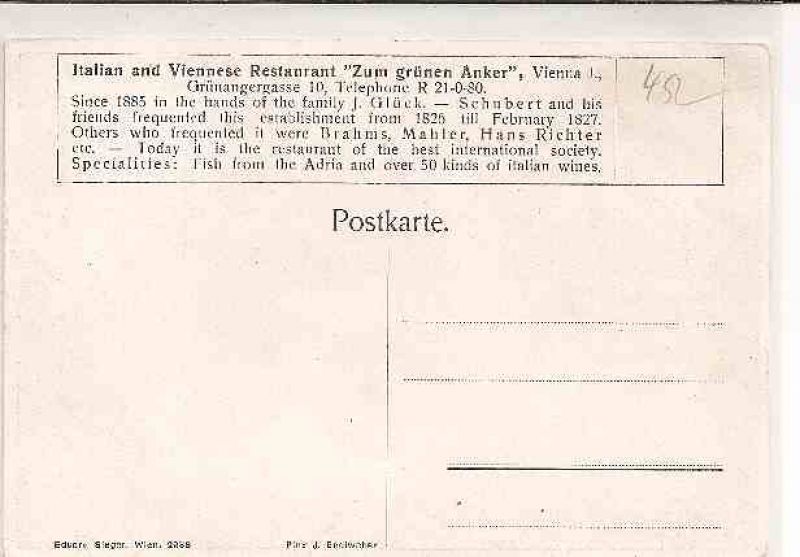 Italian and Viennese Restaurant "Zum grünen Anker", Vienna I.,
Grünangergasse 10, Telephone R 21-0-80.
Since 1885 in the hands of the family J. Glück. — Schubert and his
friends frequented this establishment from 1825 till February 1827.
Others who frequented it were Brahms, Mahler, Hans Richter
etc. — Today it is the restaurant of the best international society.
Specialities: Fish from the Adria and over 50 kinds of italian wines.
Postkarte.
Wien.
J.